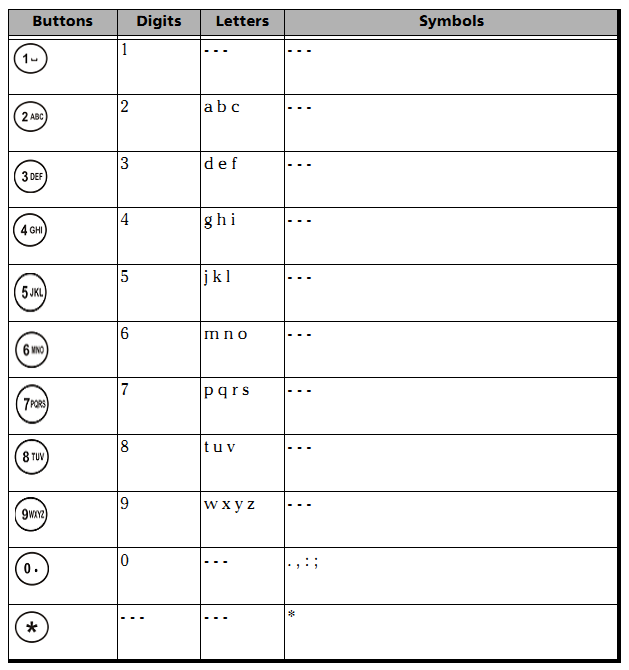 Buttons Digits Letters Symbols
1⎵ 1 - - - - - -
2 ABC 2 a b c - - -
3 DEF 3 d e f - - -
4 GHI 4 g h i - - -
5 JKL 5 j k l - - -
6 MNO 6 m n o - - -
7 PQRS 7 p q r s - - -
8 TUV 8 t u v - - -
9 WXYZ 9 w x y z - - -
0 . 0 - - - . , : ;
* - - - - - - *